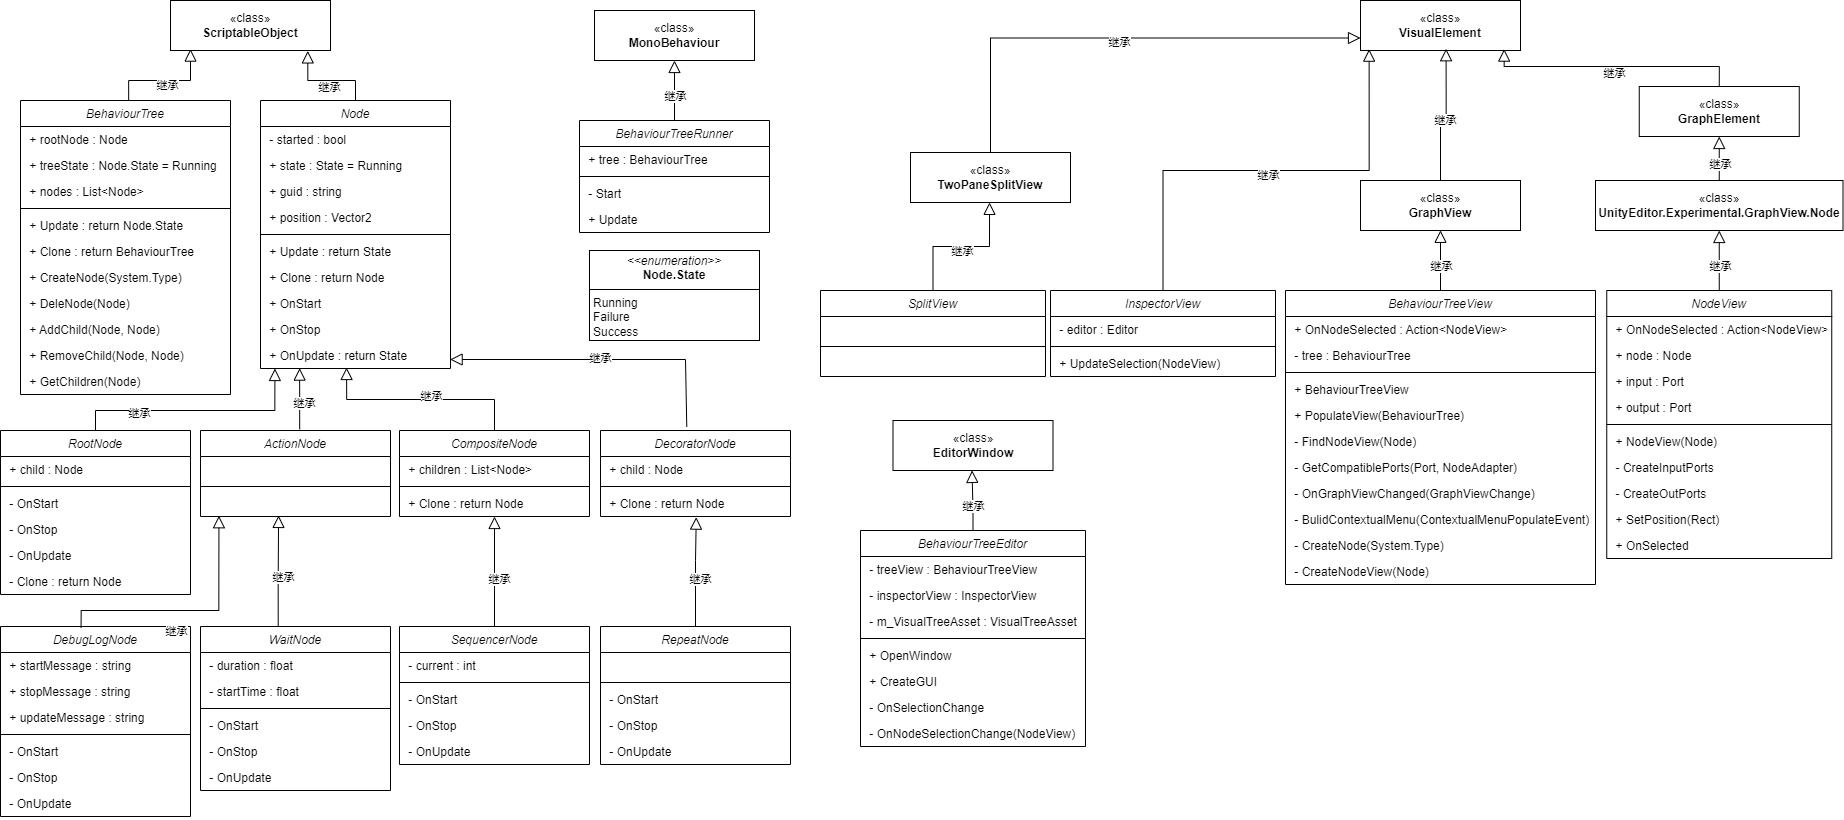 «class»
ScriptableObject
继承
继承
BehaviourTree
+ rootNode : Node
+ treeState : Node.State = Running
+ nodes : List<Node>
+ Update : return Node.State
+ Clone : return BehaviourTree
+ CreateNode(System.Type)
+ DeleNode(Node)
+ AddChild(Node, Node)
+ RemoveChild(Node, Node)
+ GetChildren(Node)
Node
- started : bool
+ state : State = Running
+ guid : string
+ position : Vector2
+ Update : return State
+ Clone : return Node
+ OnStart
+ OnStop
+ OnUpdate : return State
«class»
MonoBehaviour
继承
BehaviourTreeRunner
+ tree : BehaviourTree
- Start
+ Update
<<enumeration>>
Node.State
Running
Failure
Success
继承
继承
继承
继承
RootNode
+ child : Node
- OnStart
- OnStop
- OnUpdate
- Clone : return Node
ActionNode
CompositeNode
+ children : List<Node>
+ Clone : return Node
DecoratorNode
+ child : Node
+ Clone : return Node
继承
继承
继承
继承
DebugLogNode
+ startMessage : string
+ stopMessage : string
+ updateMessage : string
- OnStart
- OnStop
- OnUpdate
WaitNode
- duration : float
- startTime : float
- OnStart
- OnStop
- OnUpdate
SequencerNode
- current : int
- OnStart
- OnStop
- OnUpdate
RepeatNode
- OnStart
- OnStop
- OnUpdate
«class»
VisualElement
继承
继承
继承
继承
«class»
TwoPaneSplitView
«class»
GraphView
«class»
GraphElement
继承
«class»
UnityEditor.Experimental.GraphView.Node
继承
继承
继承
SplitView
InspectorView
- editor : Editor
+ UpdateSelection(NodeView)
BehaviourTreeView
+ OnNodeSelected : Action<NodeView>
- tree : BehaviourTree
+ BehaviourTreeView
+ PopulateView(BehaviourTree)
- FindNodeView(Node)
- GetCompatiblePorts(Port, NodeAdapter)
- OnGraphViewChanged(GraphViewChange)
- BulidContextualMenu(ContextualMenuPopulateEvent)
- CreateNode(System.Type)
- CreateNodeView(Node)
NodeView
+ OnNodeSelected : Action<NodeView>
+ node : Node
+ input : Port
+ output : Port
+ NodeView(Node)
- CreateInputPorts
- CreateOutPorts
+ SetPosition(Rect)
+ OnSelected
«class»
EditorWindow
继承
BehaviourTreeEditor
- treeView : BehaviourTreeView
- inspectorView : InspectorView
- m_VisualTreeAsset : VisualTreeAsset
+ OpenWindow
+ CreateGUI
- OnSelectionChange
- OnNodeSelectionChange(NodeView)